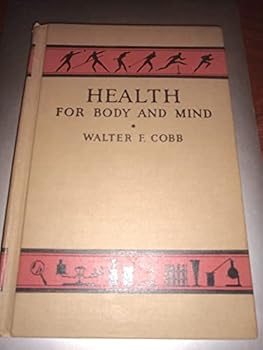 HEALTH
FOR BODY AND MIND
WALTER F. COBB